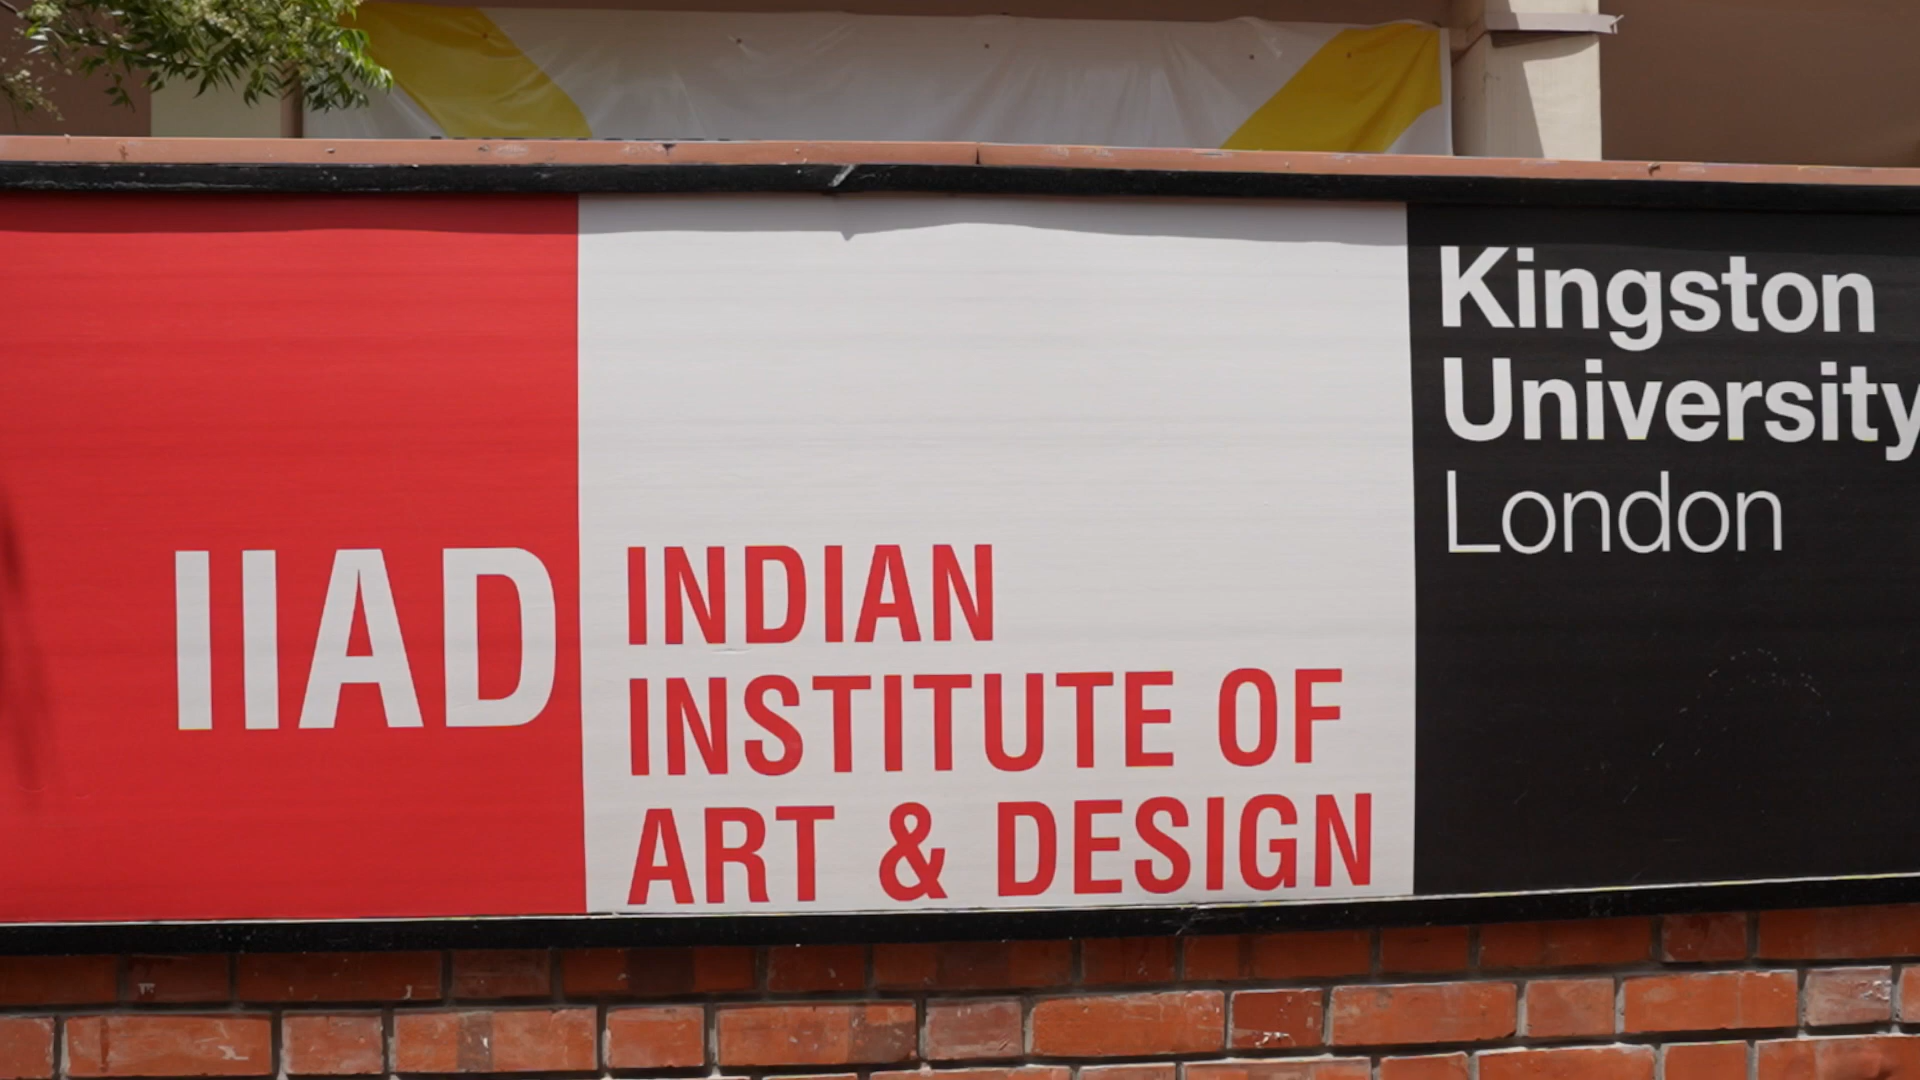 IIAD
INDIAN
INSTITUTE OF
ART & DESIGN
Kingston
University
London